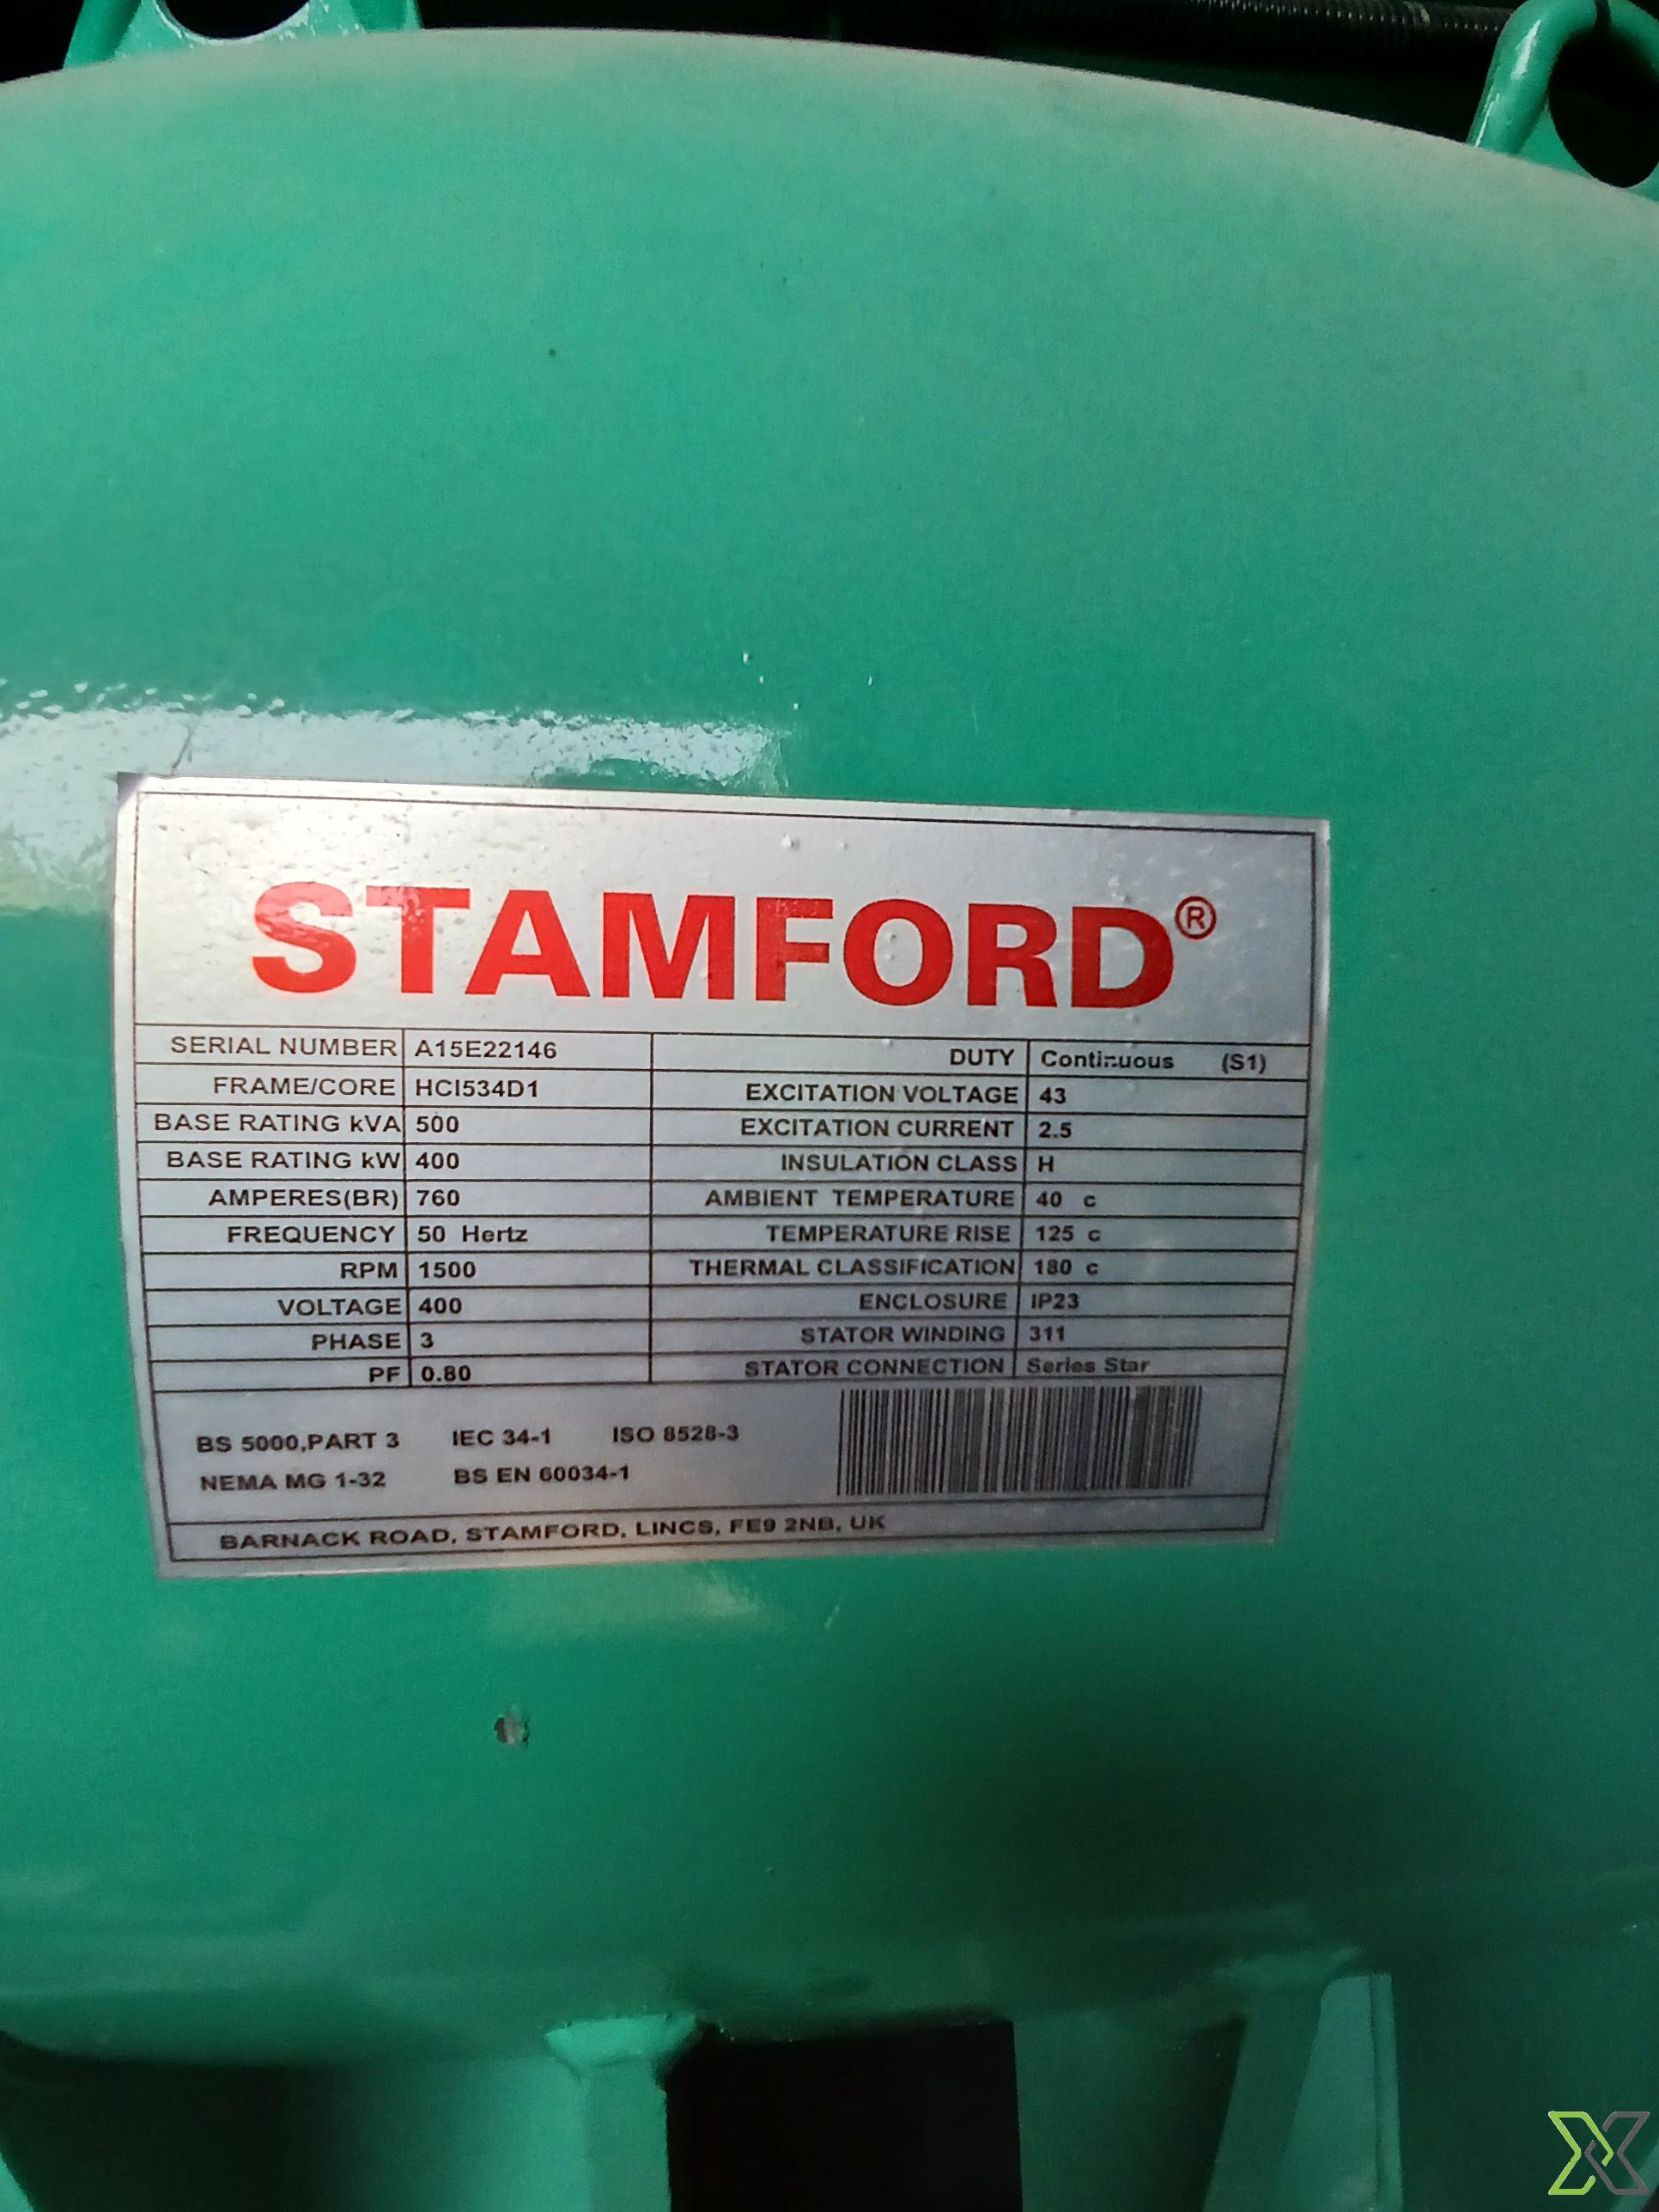 STAMFORD®
SERIAL NUMBER A15E22146 DUTY Continuous (S1)
FRAME/CORE HCI534D1 EXCITATION VOLTAGE 43
BASE RATING kVA 500 EXCITATION CURRENT 2.5
BASE RATING kW 400 INSULATION CLASS H
AMPERES(BR) 760 AMBIENT TEMPERATURE 40 c
FREQUENCY 50 Hertz TEMPERATURE RISE 125 c
RPM 1500 THERMAL CLASSIFICATION 180 c
VOLTAGE 400 ENCLOSURE IP23
PHASE 3 STATOR WINDING 311
PF 0.80 STATOR CONNECTION Series Star
BS 5000,PART 3 IEC 34-1 ISO 8528-3
NEMA MG 1-32 BS EN 60034-1
BARNACK ROAD, STAMFORD, LINCS, FE9 2NB, UK